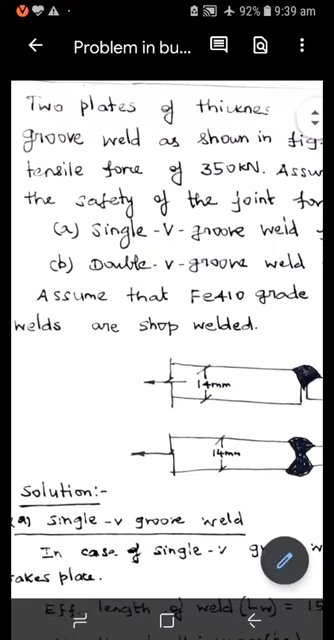 92% 9:39 am
Problem in bu...
Two plates of thicknes
groove weld as shown in fig
tensile force of 350KN. Assu
the safety of the joint for
(a) Single-V-groove weld
(b) Double-V-groove weld
Assume that Fe410 grade
welds are shop welded.
14mm
14mm
Solution:-
(a) Single-V groove weld
In case of single-V
takes place.
Eff. length of weld (Lw) = 15